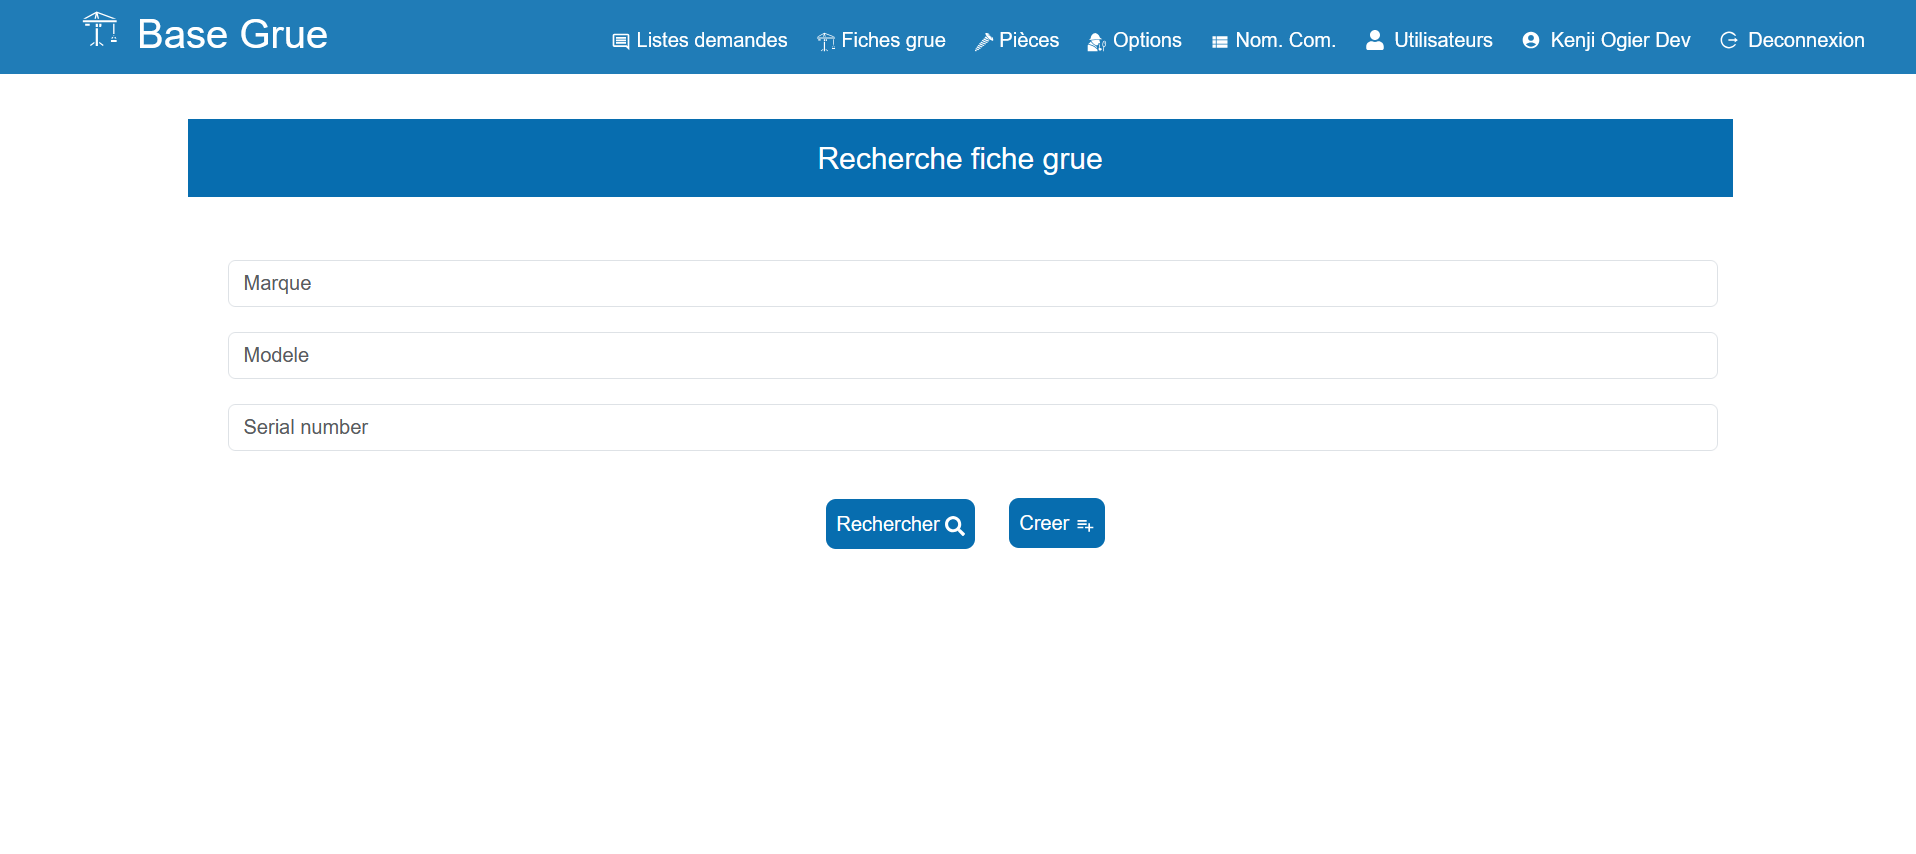 Base Grue
Listes demandes
Fiches grue
Pièces
Options
Nom. Com.
Utilisateurs
Kenji Ogier Dev
Deconnexion
Recherche fiche grue
Marque
Modele
Serial number
Rechercher
Creer